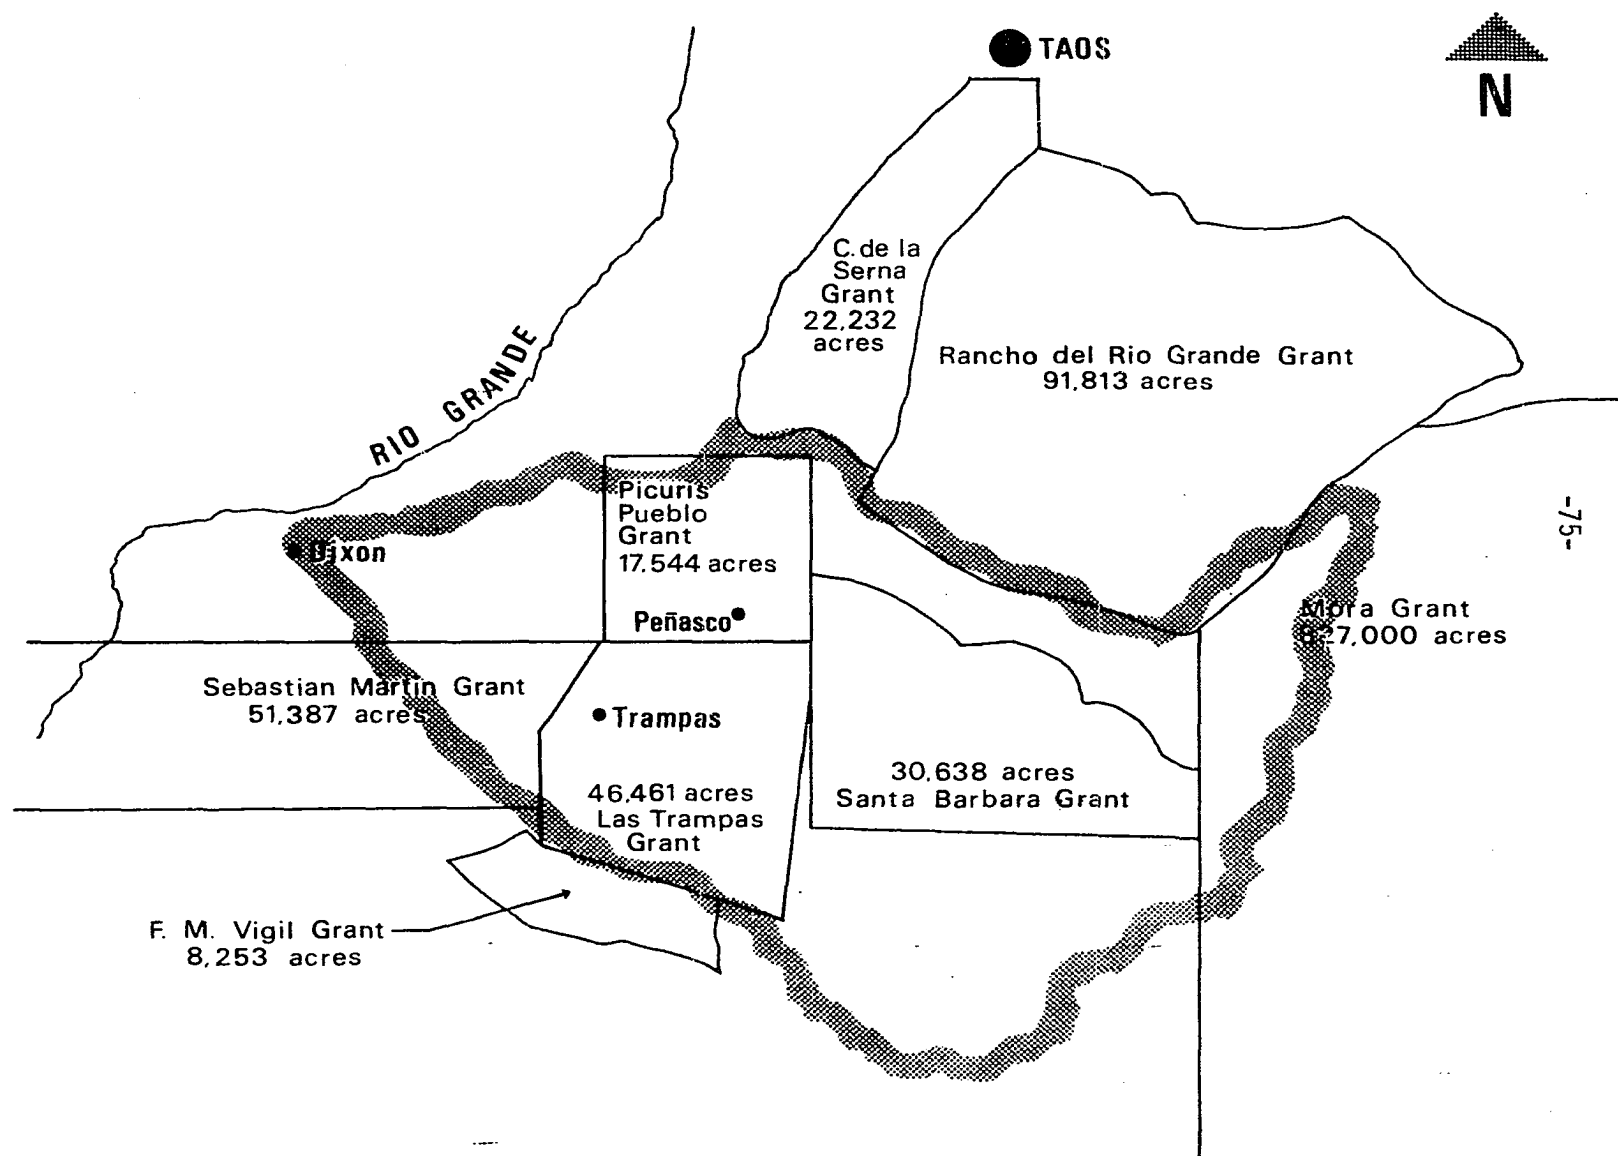 TAOS
N
C. de la
Serna
Grant
22,232
acres
Rancho del Rio Grande Grant
91,813 acres
RIO GRANDE
Picuris
Pueblo
Grant
17.544 acres
Dixon
Peñasco
-75-
Mora Grant
827,000 acres
Sebastian Martin Grant
51,387 acres
Trampas
46,461 acres
Las Trampas
Grant
30,638 acres
Santa Barbara Grant
F. M. Vigil Grant
8,253 acres